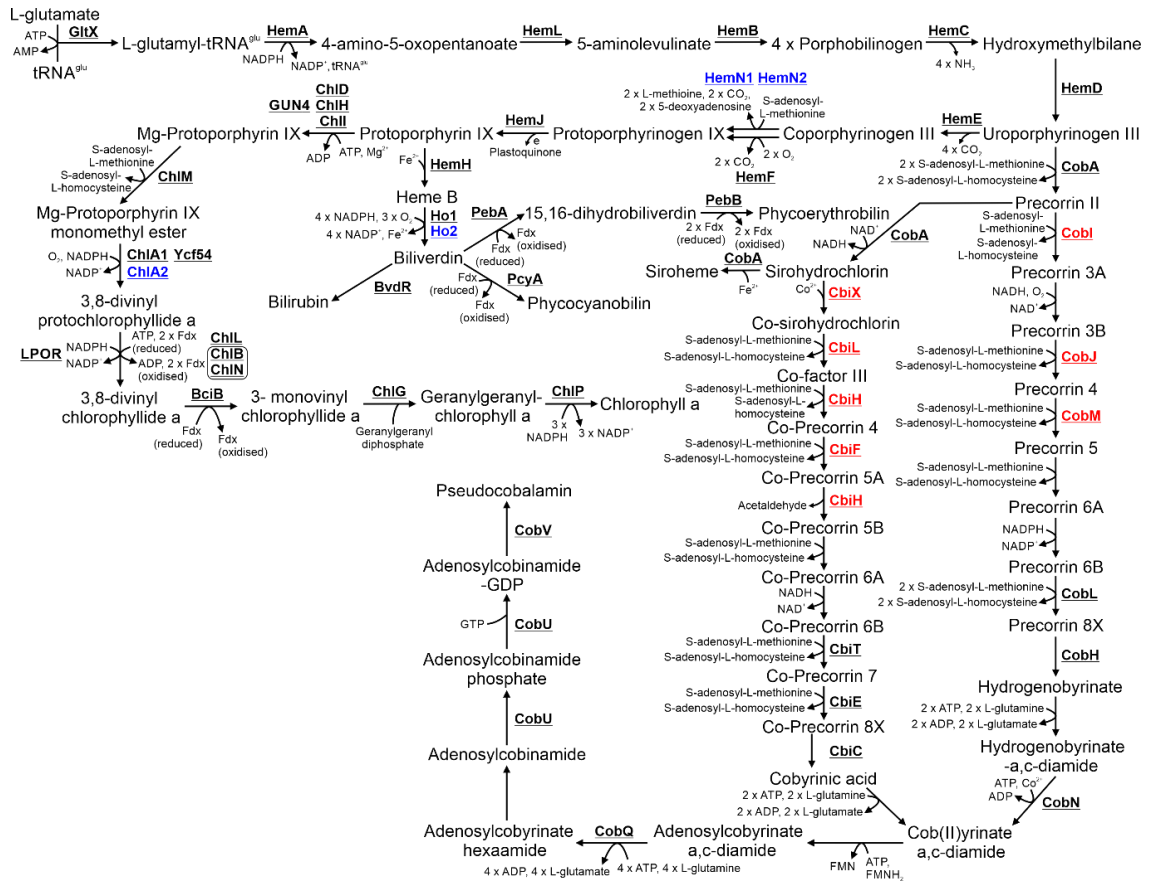 L-glutamate
ATP
AMP
GltX
tRNAglu
L-glutamyl-tRNAglu
HemA
NADPH
NADP+, tRNAglu
4-amino-5-oxopentanoate
HemL
5-aminolevulinate
HemB
4 x Porphobilinogen
HemC
4 x NH3
Hydroxymethylbilane
HemD
Uroporphyrinogen III
HemE
4 x CO2
Coporphyrinogen III
HemN1 HemN2
2 x L-methioine, 2 x CO2,
2 x 5-deoxyadenosine
S-adenosyl-
L-methionine
2 x CO2
2 x O2
HemF
Protoporphyrinogen IX
HemJ
e
Plastoquinone
Protoporphyrin IX
ChlD
GUN4 ChlH
ChlI
ADP
ATP, Mg2+
Mg-Protoporphyrin IX
S-adenosyl-
L-methionine
S-adenosyl-
L-homocysteine
ChlM
Mg-Protoporphyrin IX
monomethyl ester
O2, NADPH
NADP+
ChlA1 Ycf54
ChlA2
3,8-divinyl
protochlorophyllide a
LPOR
NADPH
NADP+
ATP, 2 x Fdx
(reduced)
ADP, 2 x Fdx
(oxidised)
ChlL
ChlB
ChlN
3,8-divinyl
chlorophyllide a
BciB
Fdx
(reduced)
Fdx
(oxidised)
3- monovinyl
chlorophyllide a
ChlG
Geranylgeranyl
diphosphate
Geranylgeranyl-
chlorophyll a
ChlP
3 x
NADPH
3 x NADP+
Chlorophyll a
Fe2+
HemH
Heme B
4 x NADPH, 3 x O2
4 x NADP+, Fe2+
Ho1
Ho2
Biliverdin
BvdR
Bilirubin
PebA
Fdx
(reduced)
Fdx
(oxidised)
15,16-dihydrobiliverdin
PebB
2 x Fdx
(reduced)
2 x Fdx
(oxidised)
Phycoerythrobilin
PcyA
Fdx
(reduced)
Fdx
(oxidised)
Phycocyanobilin
2 x S-adenosyl-L-methionine
2 x S-adenosyl-L-homocysteine
CobA
Precorrin II
NAD+
NADH
CobA
Sirohydrochlorin
CobA
Fe2+
Siroheme
Co2+
CbiX
Co-sirohydrochlorin
S-adenosyl-L-methionine
S-adenosyl-L-homocysteine
CbiL
Co-factor III
S-adenosyl-L-methionine
S-adenosyl-L-
homocysteine
CbiH
Co-Precorrin 4
S-adenosyl-L-methionine
S-adenosyl-L-homocysteine
CbiF
Co-Precorrin 5A
Acetaldehyde
CbiH
Co-Precorrin 5B
S-adenosyl-L-methionine
S-adenosyl-L-homocysteine
Co-Precorrin 6A
NADH
NAD+
Co-Precorrin 6B
S-adenosyl-L-methionine
S-adenosyl-L-homocysteine
CbiT
Co-Precorrin 7
S-adenosyl-L-methionine
S-adenosyl-L-homocysteine
CbiE
Co-Precorrin 8X
CbiC
Cobyrinic acid
2 x ATP, 2 x L-glutamine
2 x ADP, 2 x L-glutamate
S-adenosyl-
L-methionine
S-adenosyl-
L-homocysteine
CobI
Precorrin 3A
NADH, O2
NAD+
Precorrin 3B
S-adenosyl-L-methionine
S-adenosyl-L-homocysteine
CobJ
Precorrin 4
S-adenosyl-L-methionine
S-adenosyl-L-homocysteine
CobM
Precorrin 5
S-adenosyl-L-methionine
S-adenosyl-L-homocysteine
Precorrin 6A
NADPH
NADP+
Precorrin 6B
2 x S-adenosyl-L-methionine
2 x S-adenosyl-L-homocysteine
CobL
Precorrin 8X
CobH
Hydrogenobyrinate
2 x ATP, 2 x L-glutamine
2 x ADP, 2 x L-glutamate
Hydrogenobyrinate
-a,c-diamide
ATP, Co2+
ADP
CobN
Cob(II)yrinate
a,c-diamide
FMN
ATP,
FMNH2
Adenosylcobyrinate
a,c-diamide
CobQ
4 x ADP, 4 x L-glutamate
4 x ATP, 4 x L-glutamine
Adenosylcobyrinate
hexaamide
Adenosylcobinamide
CobU
Adenosylcobinamide
phosphate
GTP
CobU
Adenosylcobinamide
-GDP
CobV
Pseudocobalamin